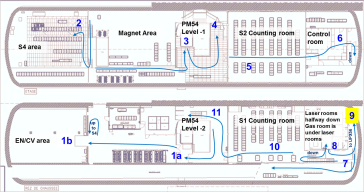 2
S4 area
Magnet Area
PM54
Level -1
3
4
S2 Counting room
5
Control
room
6
EN/CV area
1b
1a
PM54
Level -2
11
S1 Counting room
10
Laser rooms
halfway down
Gas room is
under laser
rooms
down
8
9
7